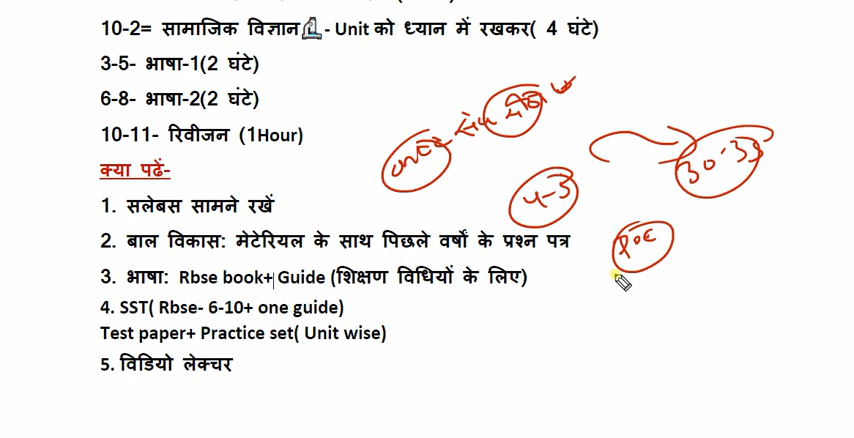 10-2= सामाजिक विज्ञान - Unit को ध्यान में रखकर( 4 घंटे)
3-5- भाषा-1(2 घंटे)
6-8- भाषा-2(2 घंटे)
10-11- रिवीजन (1Hour)
30-35
क्या पढें-
4-5
1. सलेबस सामने रखें
2. बाल विकास: मेटेरियल के साथ पिछले वर्षों के प्रश्न पत्र
3. भाषा: Rbse book+ Guide (शिक्षण विधियों के लिए)
4. SST( Rbse- 6-10+ one guide)
Test paper+ Practice set( Unit wise)
5. विडियो लेक्चर